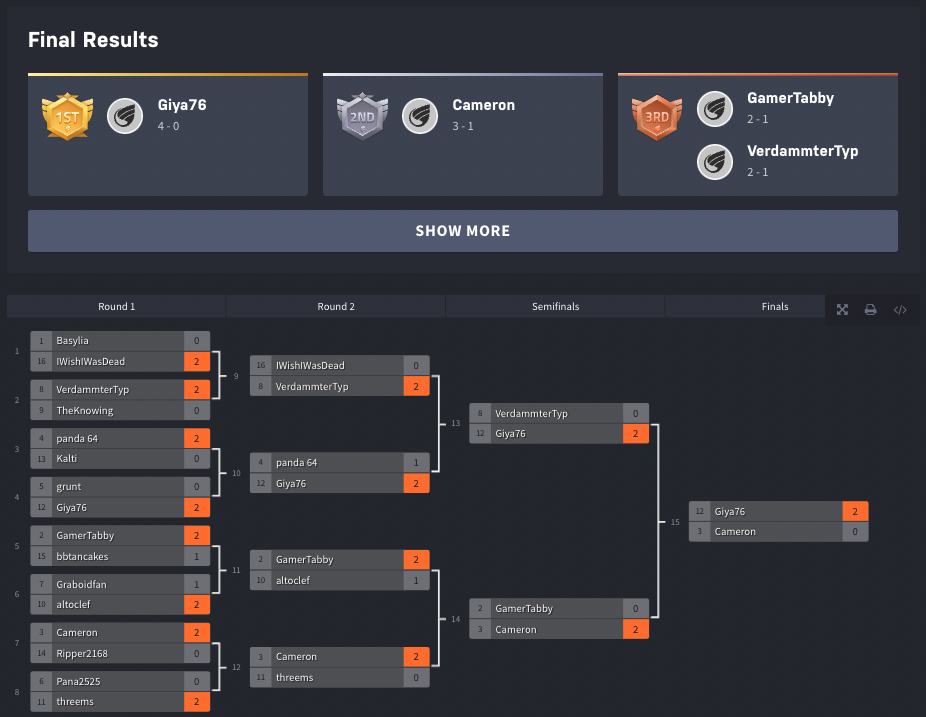 Final Results
1ST
Giya76
4 - 0
2ND
Cameron
3 - 1
3RD
GamerTabby
2 - 1
VerdammterTyp
2 - 1
SHOW MORE
Round 1 Round 2 Semifinals Finals
1
1 Basylia 0
16 IWishIWasDead 2
2
8 VerdammterTyp 2
9 TheKnowing 0
3
4 panda 64 2
13 Kalti 0
4
5 grunt 0
12 Giya76 2
5
2 GamerTabby 2
15 bbtancakes 1
6
7 Graboidfan 1
10 altoclef 2
7
3 Cameron 2
14 Ripper2168 0
8
6 Pana2525 0
11 threems 2
9
16 IWishIWasDead 0
8 VerdammterTyp 2
10
4 panda 64 1
12 Giya76 2
11
2 GamerTabby 2
10 altoclef 1
12
3 Cameron 2
11 threems 0
13
8 VerdammterTyp 0
12 Giya76 2
14
2 GamerTabby 0
3 Cameron 2
15
12 Giya76 2
3 Cameron 0